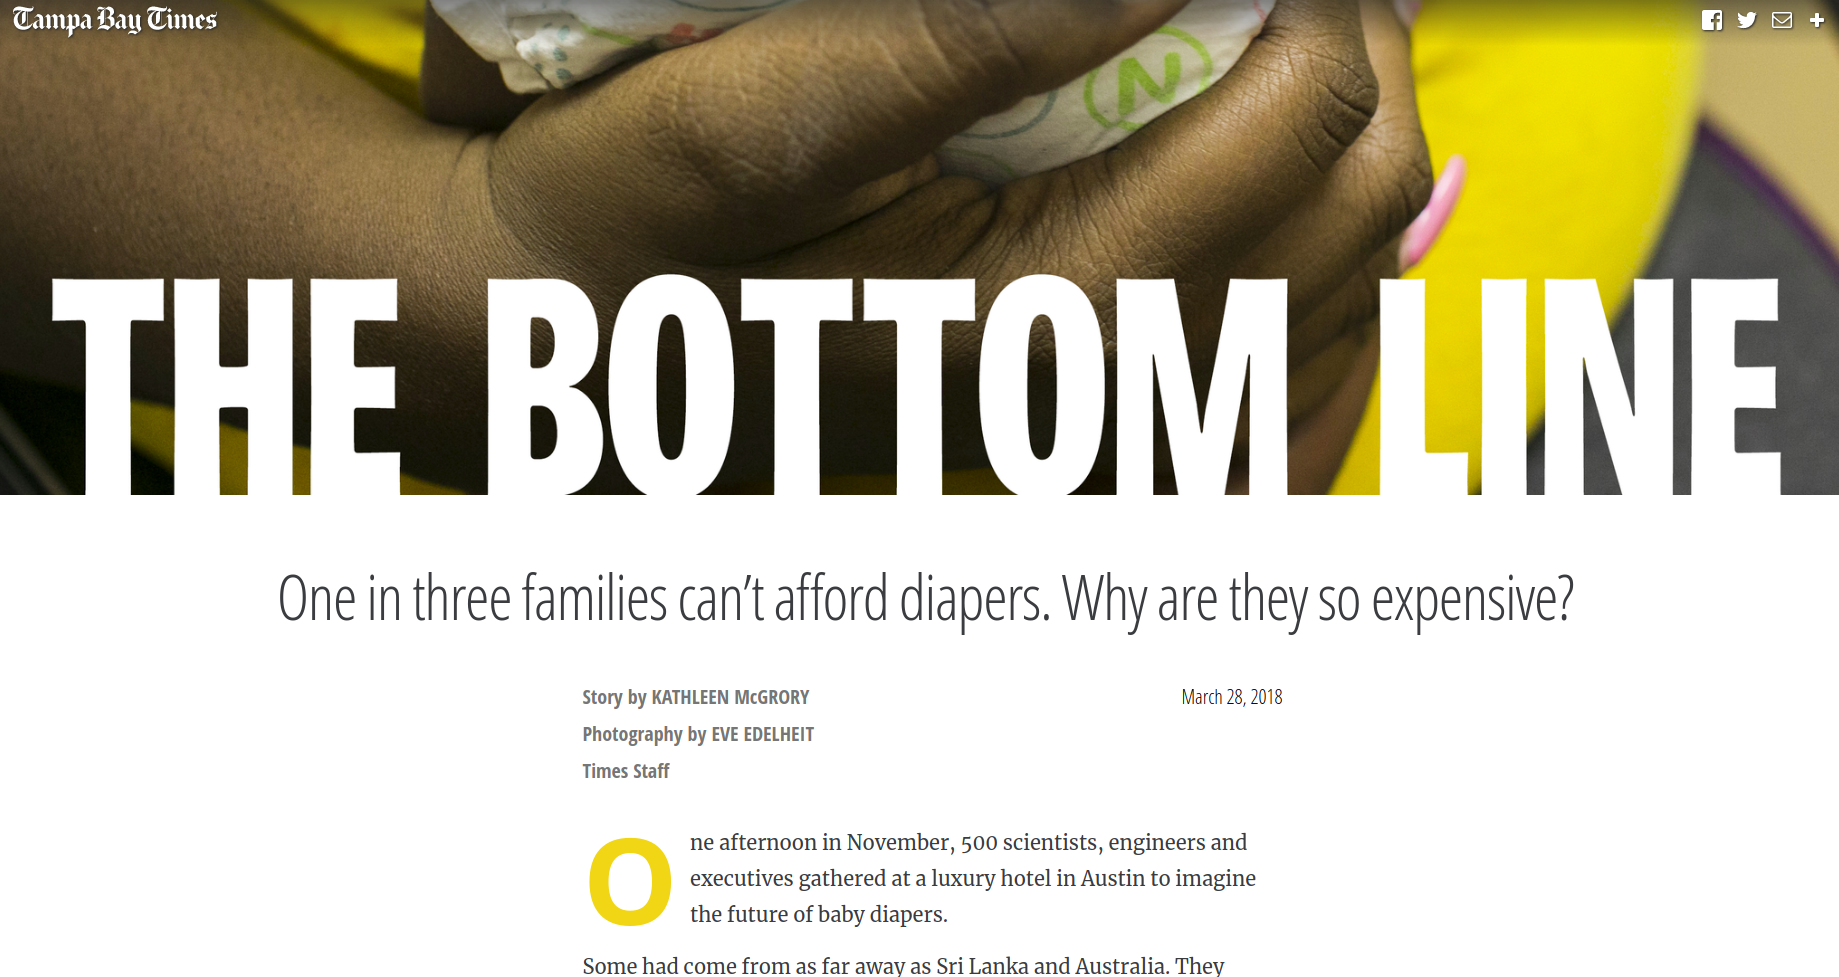 Tampa Bay Times
N
THE BOTTOM LINE
One in three families can’t afford diapers. Why are they so expensive?
Story by KATHLEEN McGRORY
March 28, 2018
Photography by EVE EDELHEIT
Times Staff
One afternoon in November, 500 scientists, engineers and
executives gathered at a luxury hotel in Austin to imagine
the future of baby diapers.
Some had come from as far away as Sri Lanka and Australia. They